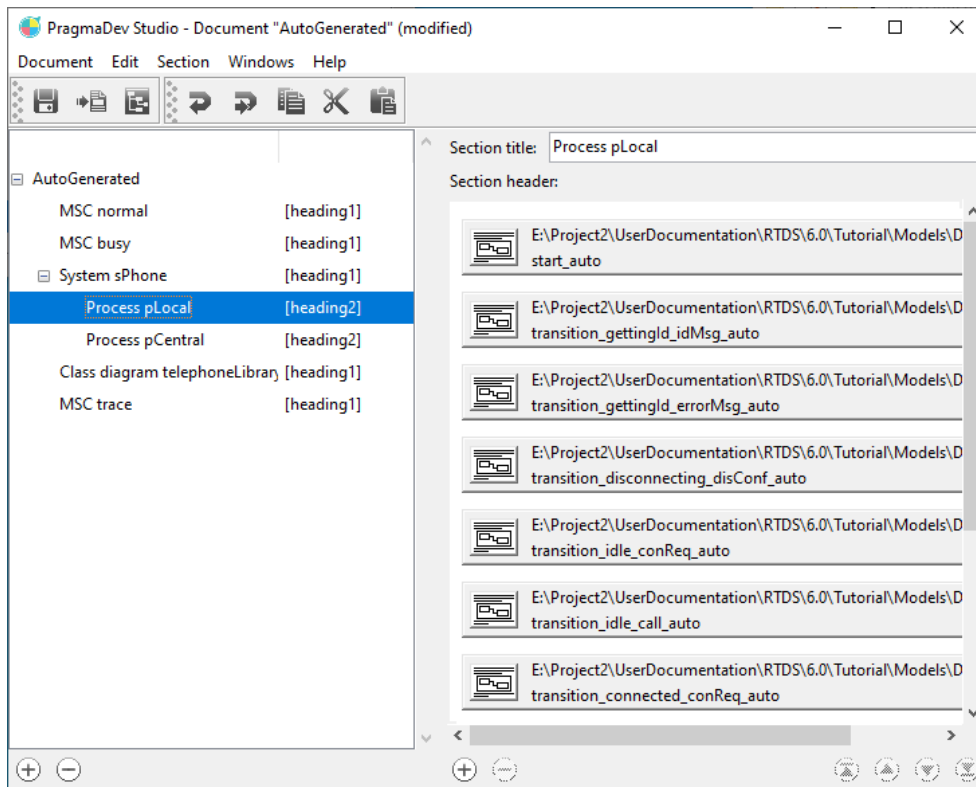 PragmaDev Studio - Document "AutoGenerated" (modified)
Document Edit Section Windows Help
Section title: Process pLocal
Section header:
AutoGenerated
MSC normal [heading1]
MSC busy [heading1]
System sPhone [heading1]
Process pLocal [heading2]
Process pCentral [heading2]
Class diagram telephoneLibrary [heading1]
MSC trace [heading1]
E:\Project2\UserDocumentation\RTDS\6.0\Tutorial\Models\D
start_auto
E:\Project2\UserDocumentation\RTDS\6.0\Tutorial\Models\D
transition_gettingId_idMsg_auto
E:\Project2\UserDocumentation\RTDS\6.0\Tutorial\Models\D
transition_gettingId_errorMsg_auto
E:\Project2\UserDocumentation\RTDS\6.0\Tutorial\Models\D
transition_disconnecting_disConf_auto
E:\Project2\UserDocumentation\RTDS\6.0\Tutorial\Models\D
transition_idle_conReq_auto
E:\Project2\UserDocumentation\RTDS\6.0\Tutorial\Models\D
transition_idle_call_auto
E:\Project2\UserDocumentation\RTDS\6.0\Tutorial\Models\D
transition_connected_conReq_auto